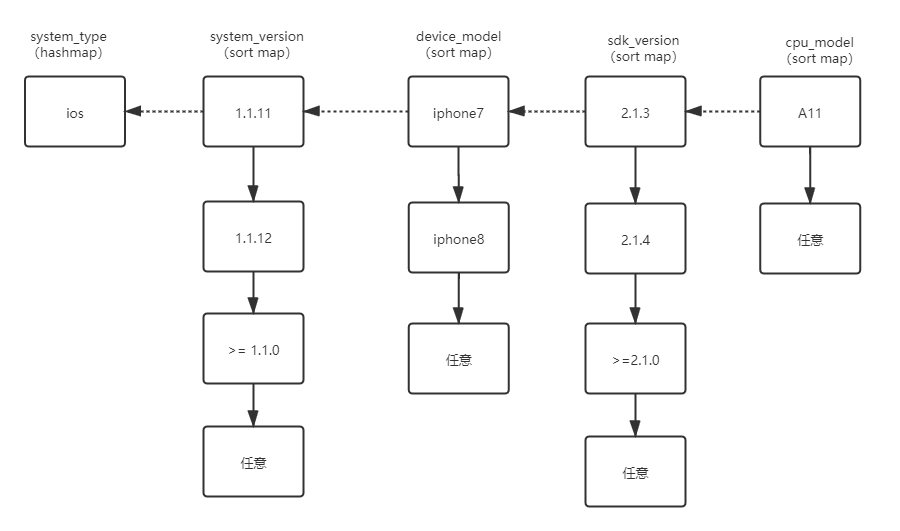 system_type
（hashmap）
system_version
（sort map）
device_model
（sort map）
sdk_version
（sort map）
cpu_model
（sort map）
ios
1.1.11
iphone7
2.1.3
A11
1.1.12
iphone8
2.1.4
任意
>= 1.1.0
任意
>=2.1.0
任意
任意